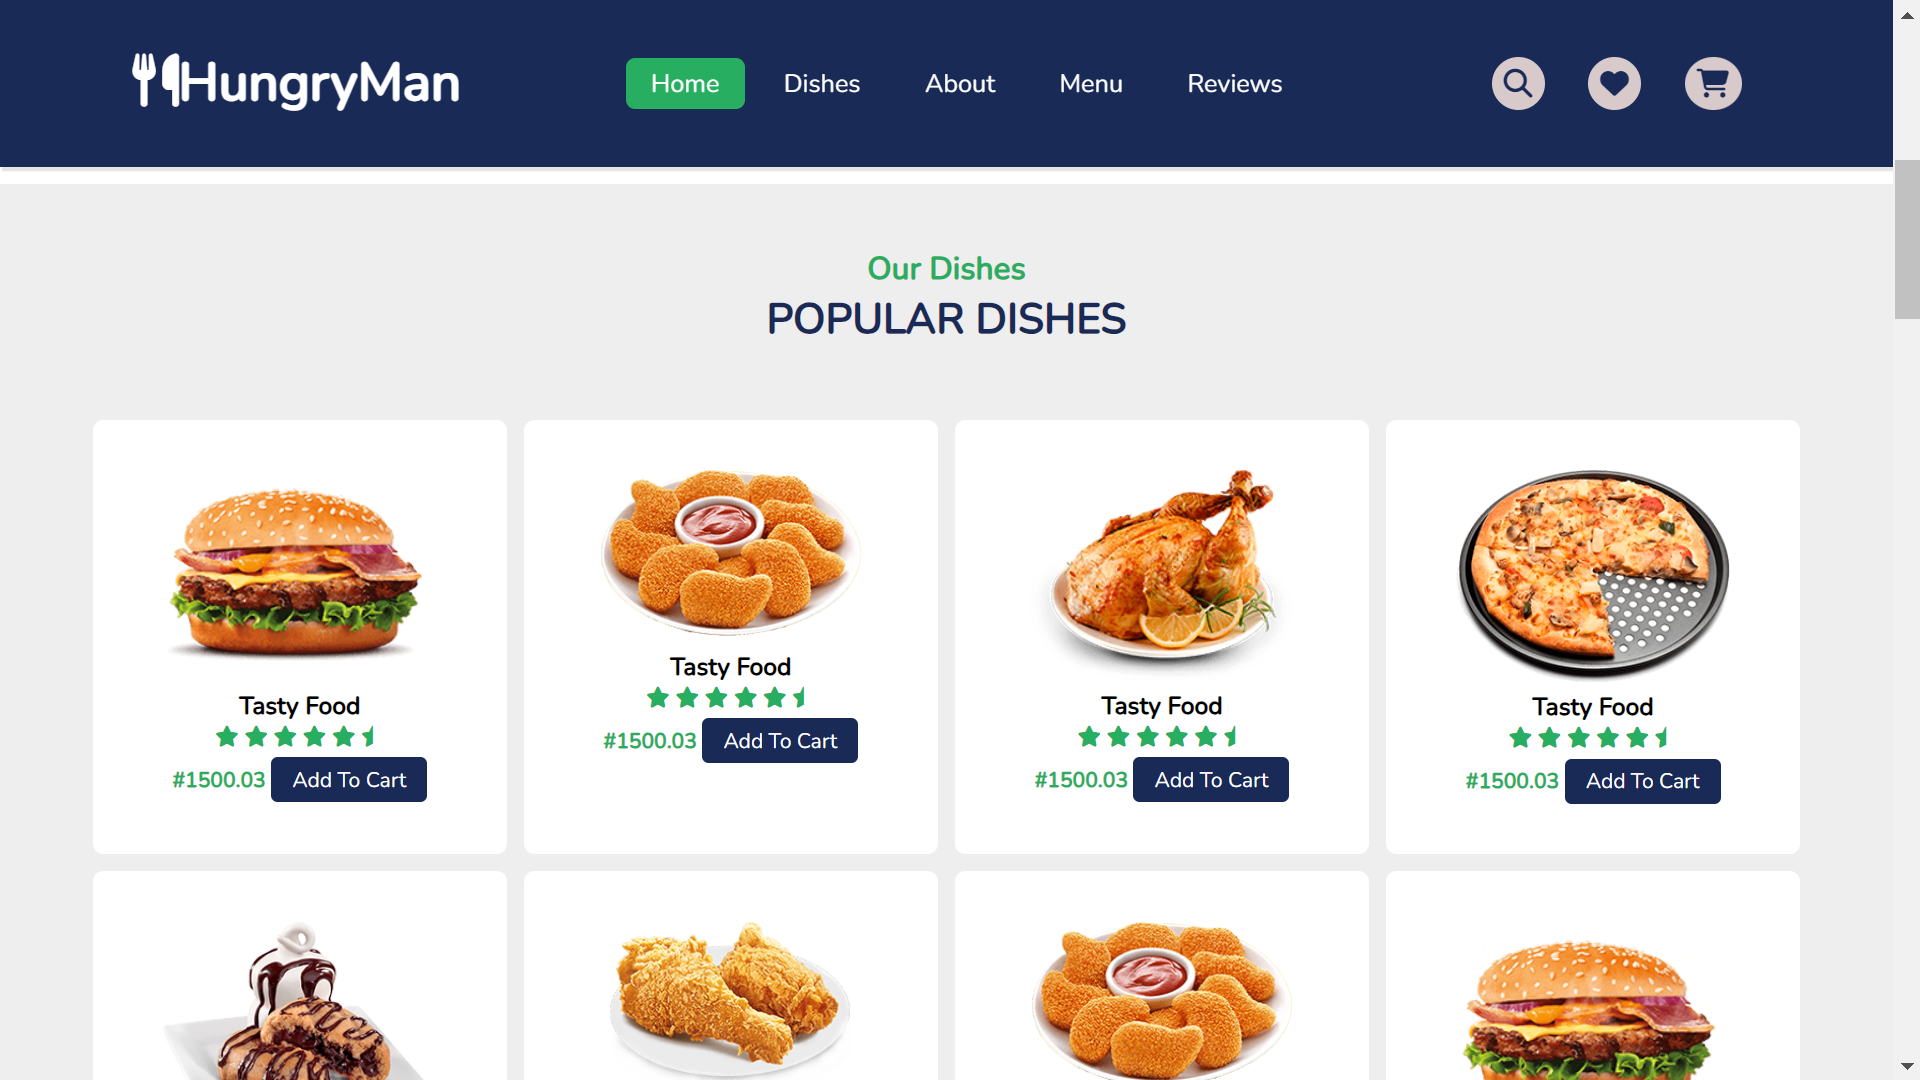 HungryMan
Home Dishes About Menu Reviews
Our Dishes
POPULAR DISHES
Tasty Food
#1500.03 Add To Cart
Tasty Food
#1500.03 Add To Cart
Tasty Food
#1500.03 Add To Cart
Tasty Food
#1500.03 Add To Cart